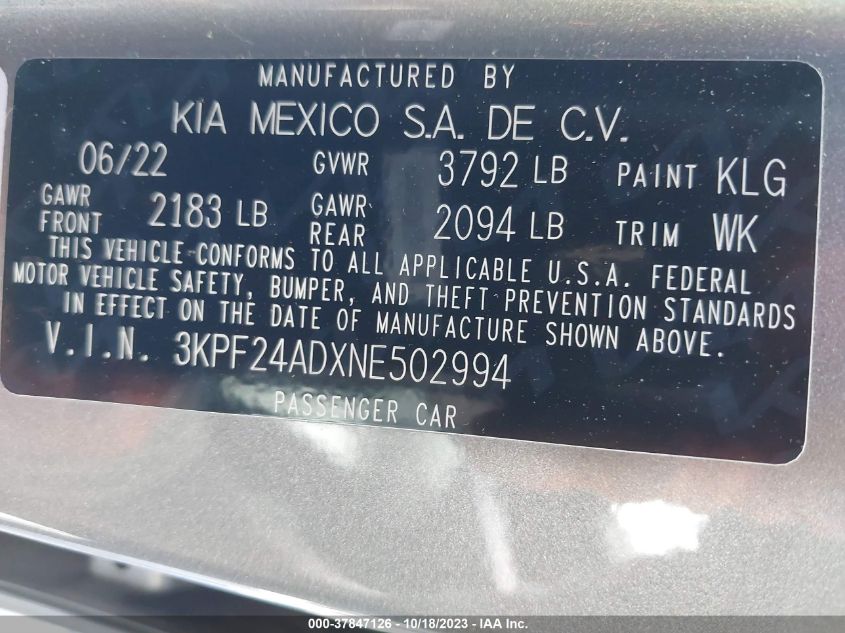 MANUFACTURED BY
KIA MEXICO S.A. DE C.V.
06/22 GVWR 3792 LB PAINT KLG
GAWR FRONT 2183 LB GAWR REAR 2094 LB TRIM WK
THIS VEHICLE CONFORMS TO ALL APPLICABLE U.S.A. FEDERAL
MOTOR VEHICLE SAFETY, BUMPER, AND THEFT PREVENTION STANDARDS
IN EFFECT ON THE DATE OF MANUFACTURE SHOWN ABOVE.
V.I.N. 3KPF24ADXNE502994
PASSENGER CAR
000-37847126 - 10/18/2023 - IAA Inc.